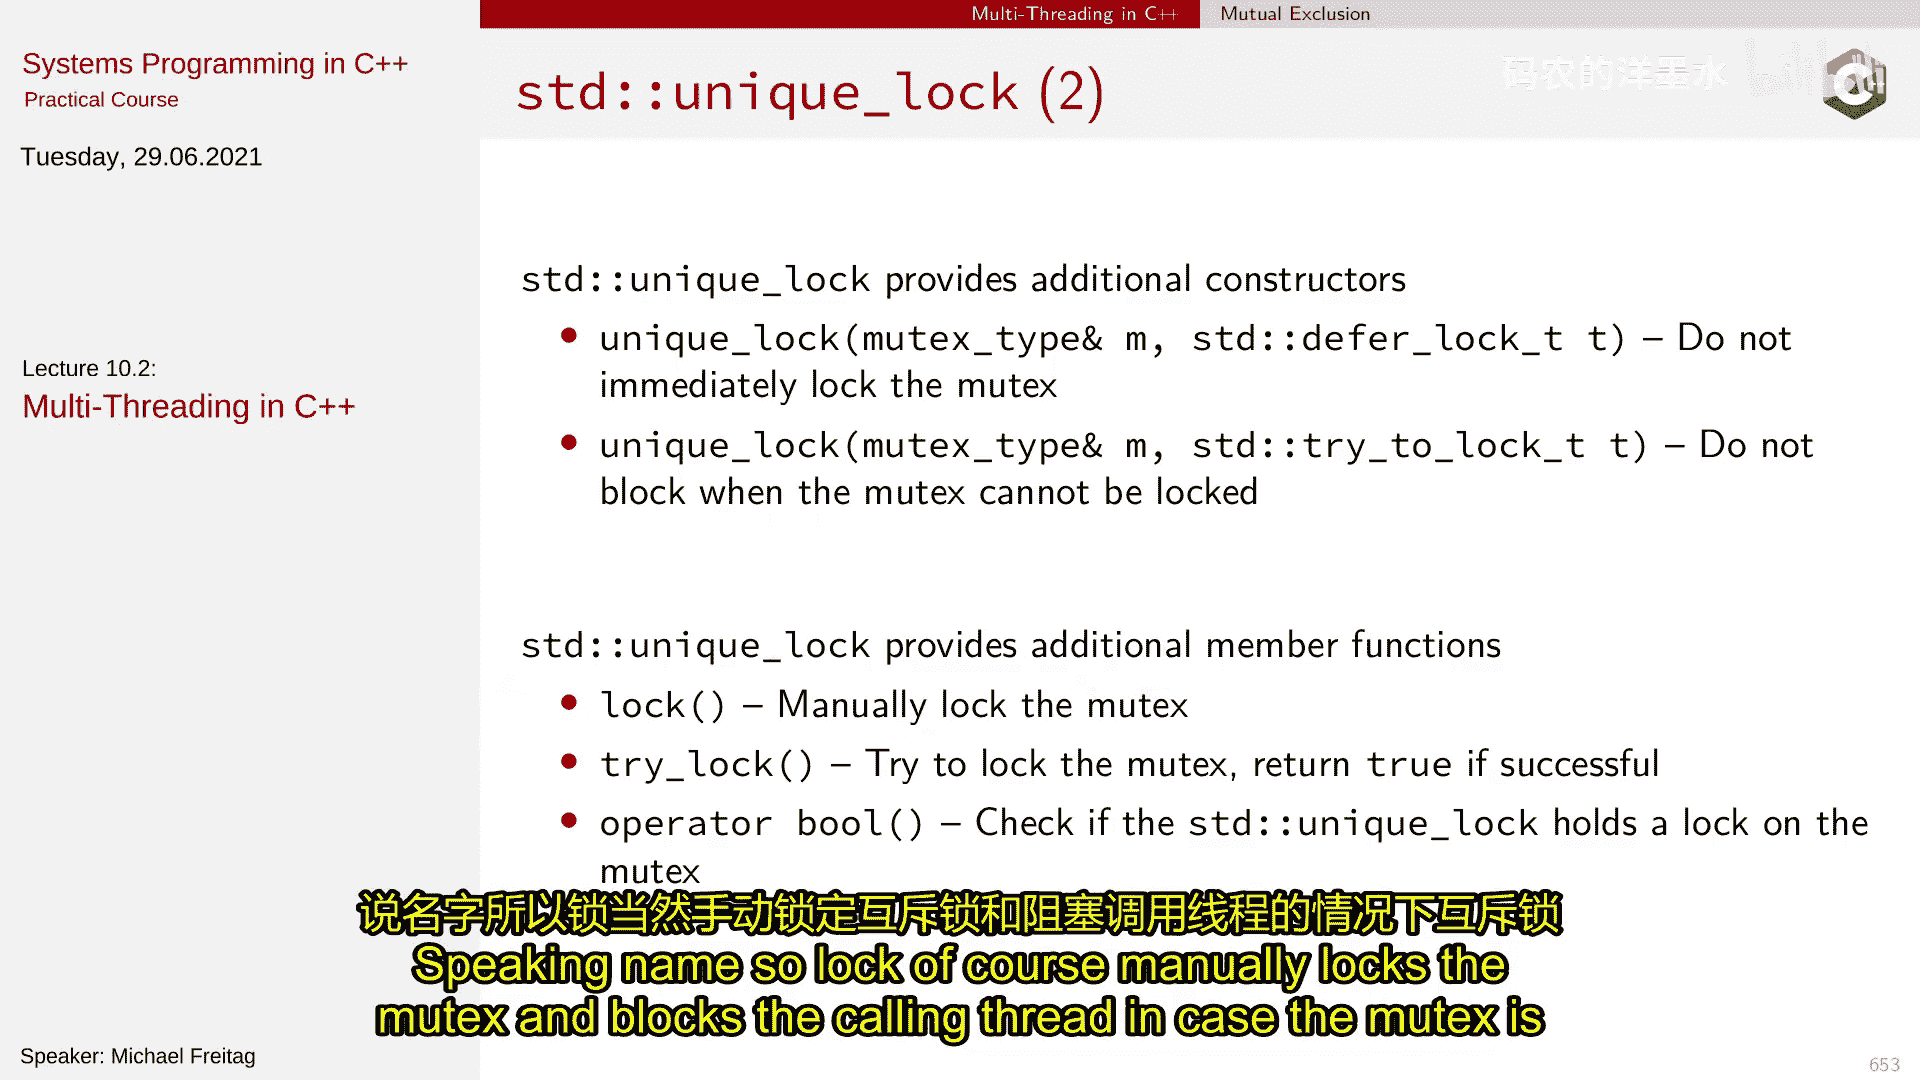 Multi-Threading in C++ Mutual Exclusion
Systems Programming in C++
Practical Course
Tuesday, 29.06.2021
Lecture 10.2:
Multi-Threading in C++
Speaker: Michael Freitag
std::unique_lock (2)
码农的洋墨水
std::unique_lock provides additional constructors
• unique_lock(mutex_type& m, std::defer_lock_t t) – Do not
immediately lock the mutex
• unique_lock(mutex_type& m, std::try_to_lock_t t) – Do not
block when the mutex cannot be locked
std::unique_lock provides additional member functions
• lock() – Manually lock the mutex
• try_lock() – Try to lock the mutex, return true if successful
• operator bool() – Check if the std::unique_lock holds a lock on the
mutex
说名字所以锁当然手动锁定互斥锁和阻塞调用线程的情况下互斥锁
Speaking name so lock of course manually locks the
mutex and blocks the calling thread in case the mutex is
653